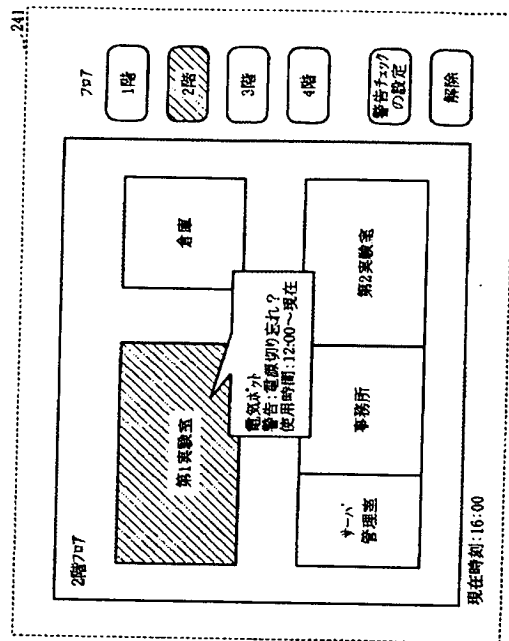 241
フロア
1階
2階
3階
4階
警告チェック
の設定
解除
2階フロア
第1実験室
倉庫
電気ポット
警告:電源切り忘れ?
使用時間:12:00~現在
サーバ
管理室
事務所
第2実験室
現在時刻:16:00